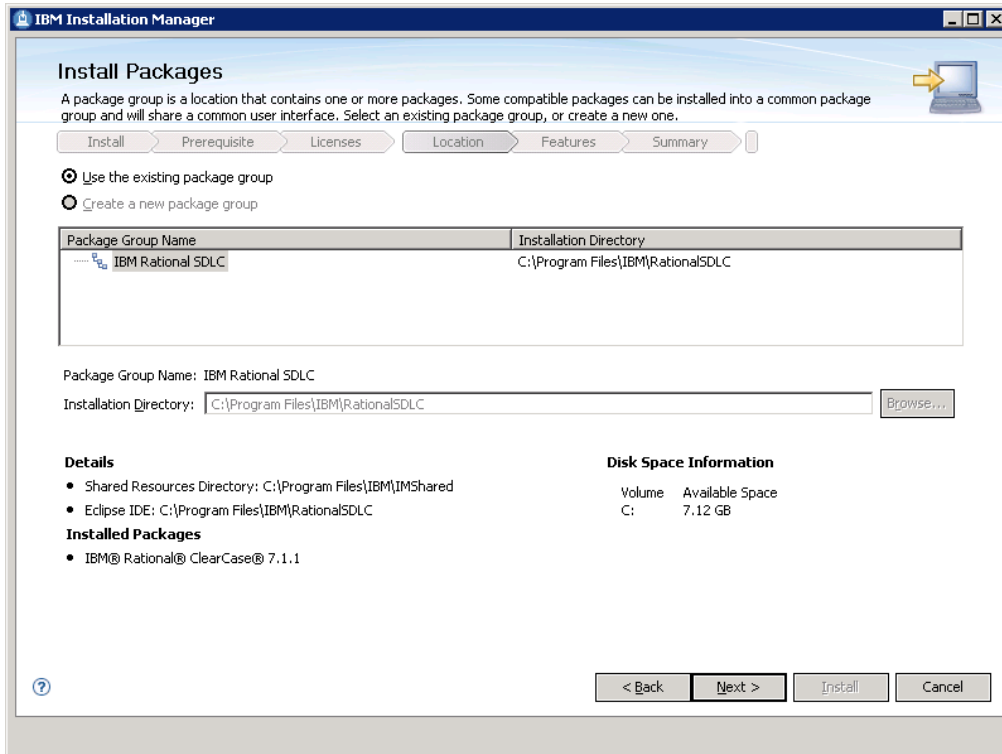 IBM Installation Manager
Install Packages
A package group is a location that contains one or more packages. Some compatible packages can be installed into a common package
group and will share a common user interface. Select an existing package group, or create a new one.
Install Prerequisite Licenses Location Features Summary
Use the existing package group
Create a new package group
Package Group Name Installation Directory
IBM Rational SDLC C:\Program Files\IBM\RationalSDLC
Package Group Name: IBM Rational SDLC
Installation Directory: C:\Program Files\IBM\RationalSDLC Browse...
Details
• Shared Resources Directory: C:\Program Files\IBM\IMShared
• Eclipse IDE: C:\Program Files\IBM\RationalSDLC
Installed Packages
• IBM® Rational® ClearCase® 7.1.1
Disk Space Information
Volume Available Space
C: 7.12 GB
? < Back Next > Install Cancel